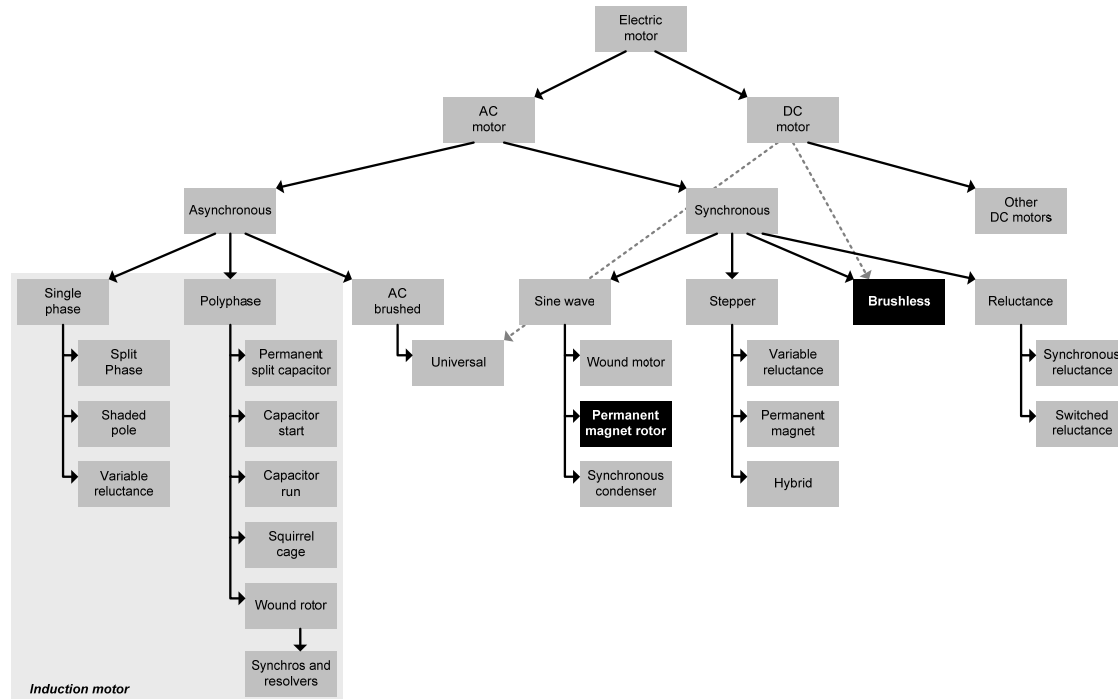 Electric
motor
AC
motor
DC
motor
Asynchronous
Synchronous
Other
DC motors
Single
phase
Polyphase
AC
brushed
Sine wave
Stepper
Brushless
Reluctance
Split
Phase
Permanent
split capacitor
Universal
Wound motor
Variable
reluctance
Synchronous
reluctance
Shaded
pole
Capacitor
start
Permanent
magnet rotor
Permanent
magnet
Switched
reluctance
Variable
reluctance
Capacitor
run
Synchronous
condenser
Hybrid
Squirrel
cage
Wound rotor
Synchros and
resolvers
Induction motor